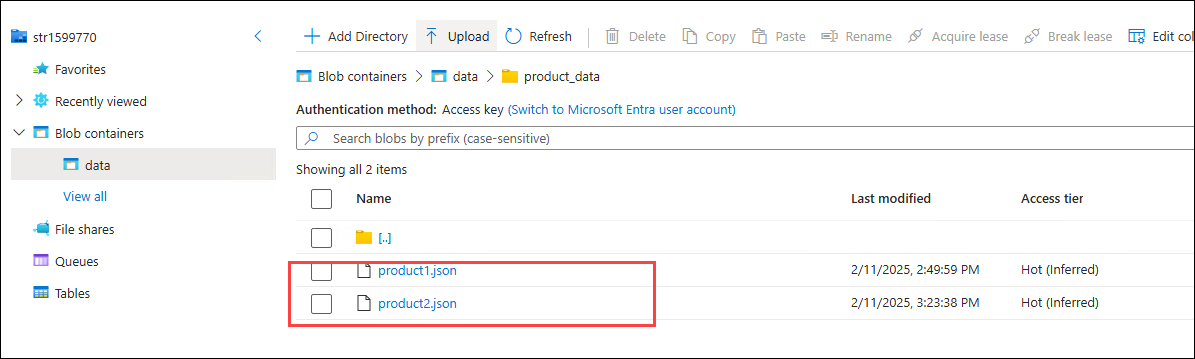 str1599770
Favorites
Recently viewed
Blob containers
data
View all
File shares
Queues
Tables
Add Directory Upload Refresh Delete Copy Paste Rename Acquire lease Break lease Edit col
Blob containers data product_data
Authentication method: Access key (Switch to Microsoft Entra user account)
Search blobs by prefix (case-sensitive)
Showing all 2 items
Name Last modified Access tier
[..]
product1.json 2/11/2025, 2:49:59 PM Hot (Inferred)
product2.json 2/11/2025, 3:23:38 PM Hot (Inferred)